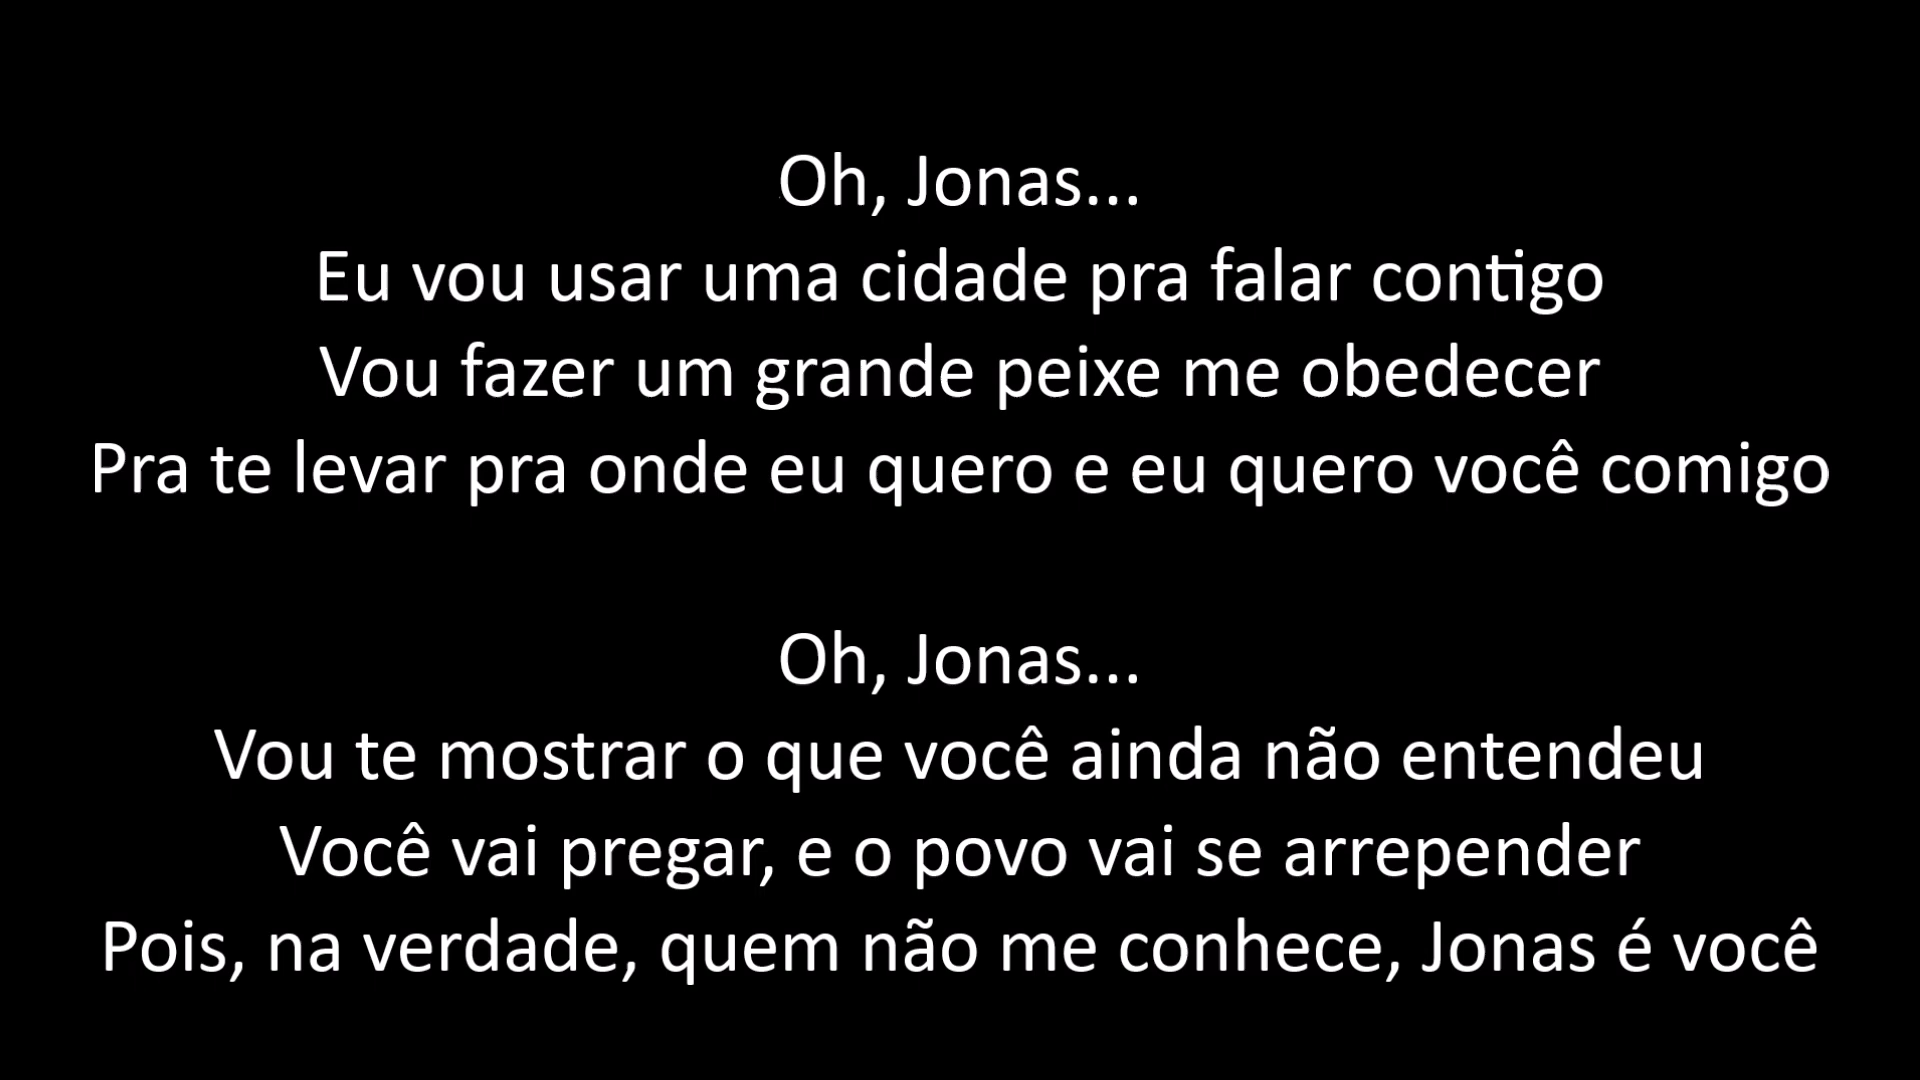 Oh, Jonas...
Eu vou usar uma cidade pra falar contigo
Vou fazer um grande peixe me obedecer
Pra te levar pra onde eu quero e eu quero você comigo
Oh, Jonas...
Vou te mostrar o que você ainda não entendeu
Você vai pregar, e o povo vai se arrepender
Pois, na verdade, quem não me conhece, Jonas é você